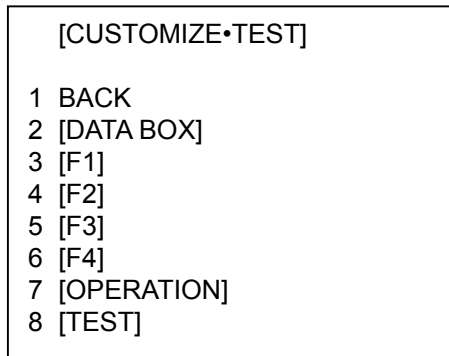 [CUSTOMIZE•TEST]
1 BACK
2 [DATA BOX]
3 [F1]
4 [F2]
5 [F3]
6 [F4]
7 [OPERATION]
8 [TEST]